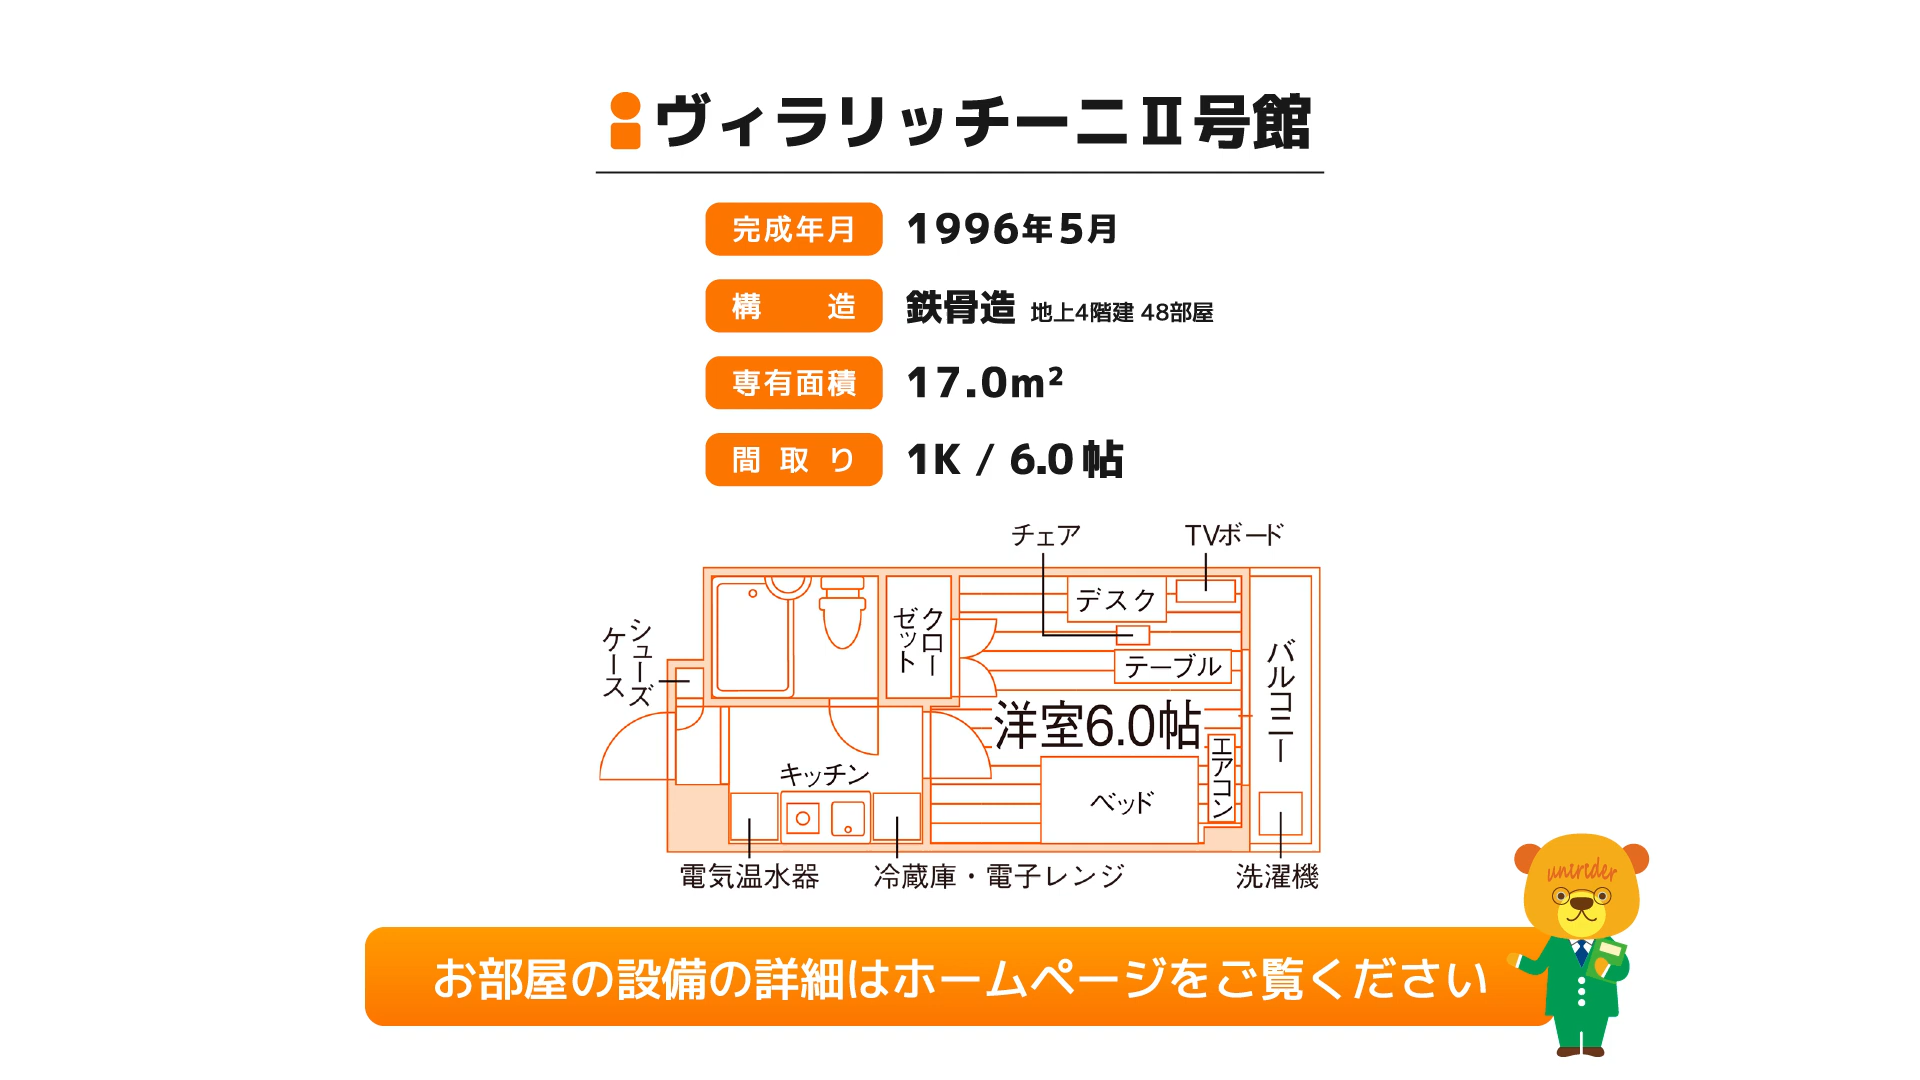 ヴィラリッチーニⅡ号館
完成年月 1996年5月
構造 鉄骨造 地上4階建 48部屋
専有面積 17.0m²
間取り 1K / 6.0帖
チェア
TVボード
デスク
クローゼット
シューズケース
テーブル
バルコニー
洋室6.0帖
エアコン
キッチン
ベッド
電気温水器
冷蔵庫・電子レンジ
洗濯機
unirider
お部屋の設備の詳細はホームページをご覧ください